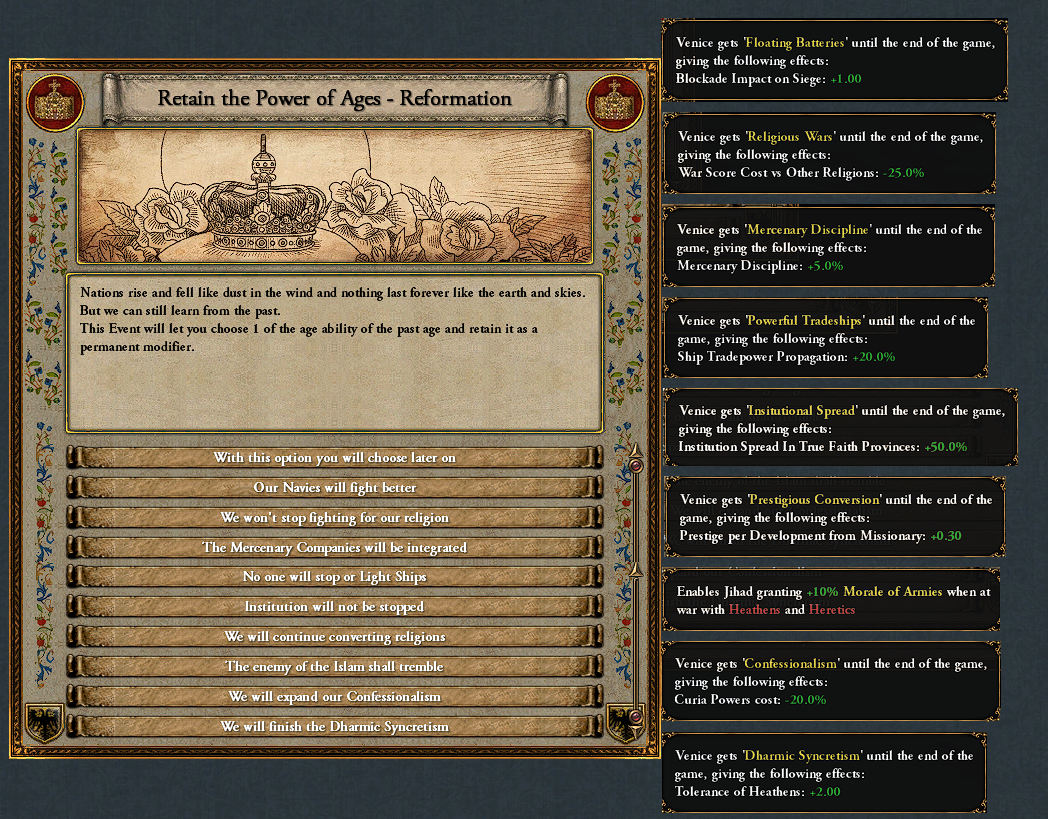 Retain the Power of Ages - Reformation
Nations rise and fell like dust in the wind and nothing last forever like the earth and skies.
But we can still learn from the past.
This Event will let you choose 1 of the age ability of the past age and retain it as a
permanent modifier.
With this option you will choose later on
Our Navies will fight better
We won't stop fighting for our religion
The Mercenary Companies will be integrated
No one will stop or Light Ships
Institution will not be stopped
We will continue converting religions
The enemy of the Islam shall tremble
We will expand our Confessionalism
We will finish the Dharmic Syncretism
Venice gets 'Floating Batteries' until the end of the game,
giving the following effects:
Blockade Impact on Siege: +1.00
Venice gets 'Religious Wars' until the end of the game,
giving the following effects:
War Score Cost vs Other Religions: -25.0%
Venice gets 'Mercenary Discipline' until the end of the
game, giving the following effects:
Mercenary Discipline: +5.0%
Venice gets 'Powerful Tradeships' until the end of the
game, giving the following effects:
Ship Tradepower Propagation: +20.0%
Venice gets 'Insitutional Spread' until the end of the game,
giving the following effects:
Institution Spread In True Faith Provinces: +50.0%
Venice gets 'Prestigious Conversion' until the end of the
game, giving the following effects:
Prestige per Development from Missionary: +0.30
Enables Jihad granting +10% Morale of Armies when at
war with Heathens and Heretics
Venice gets 'Confessionalism' until the end of the game,
giving the following effects:
Curia Powers cost: -20.0%
Venice gets 'Dharmic Syncretism' until the end of the
game, giving the following effects:
Tolerance of Heathens: +2.00